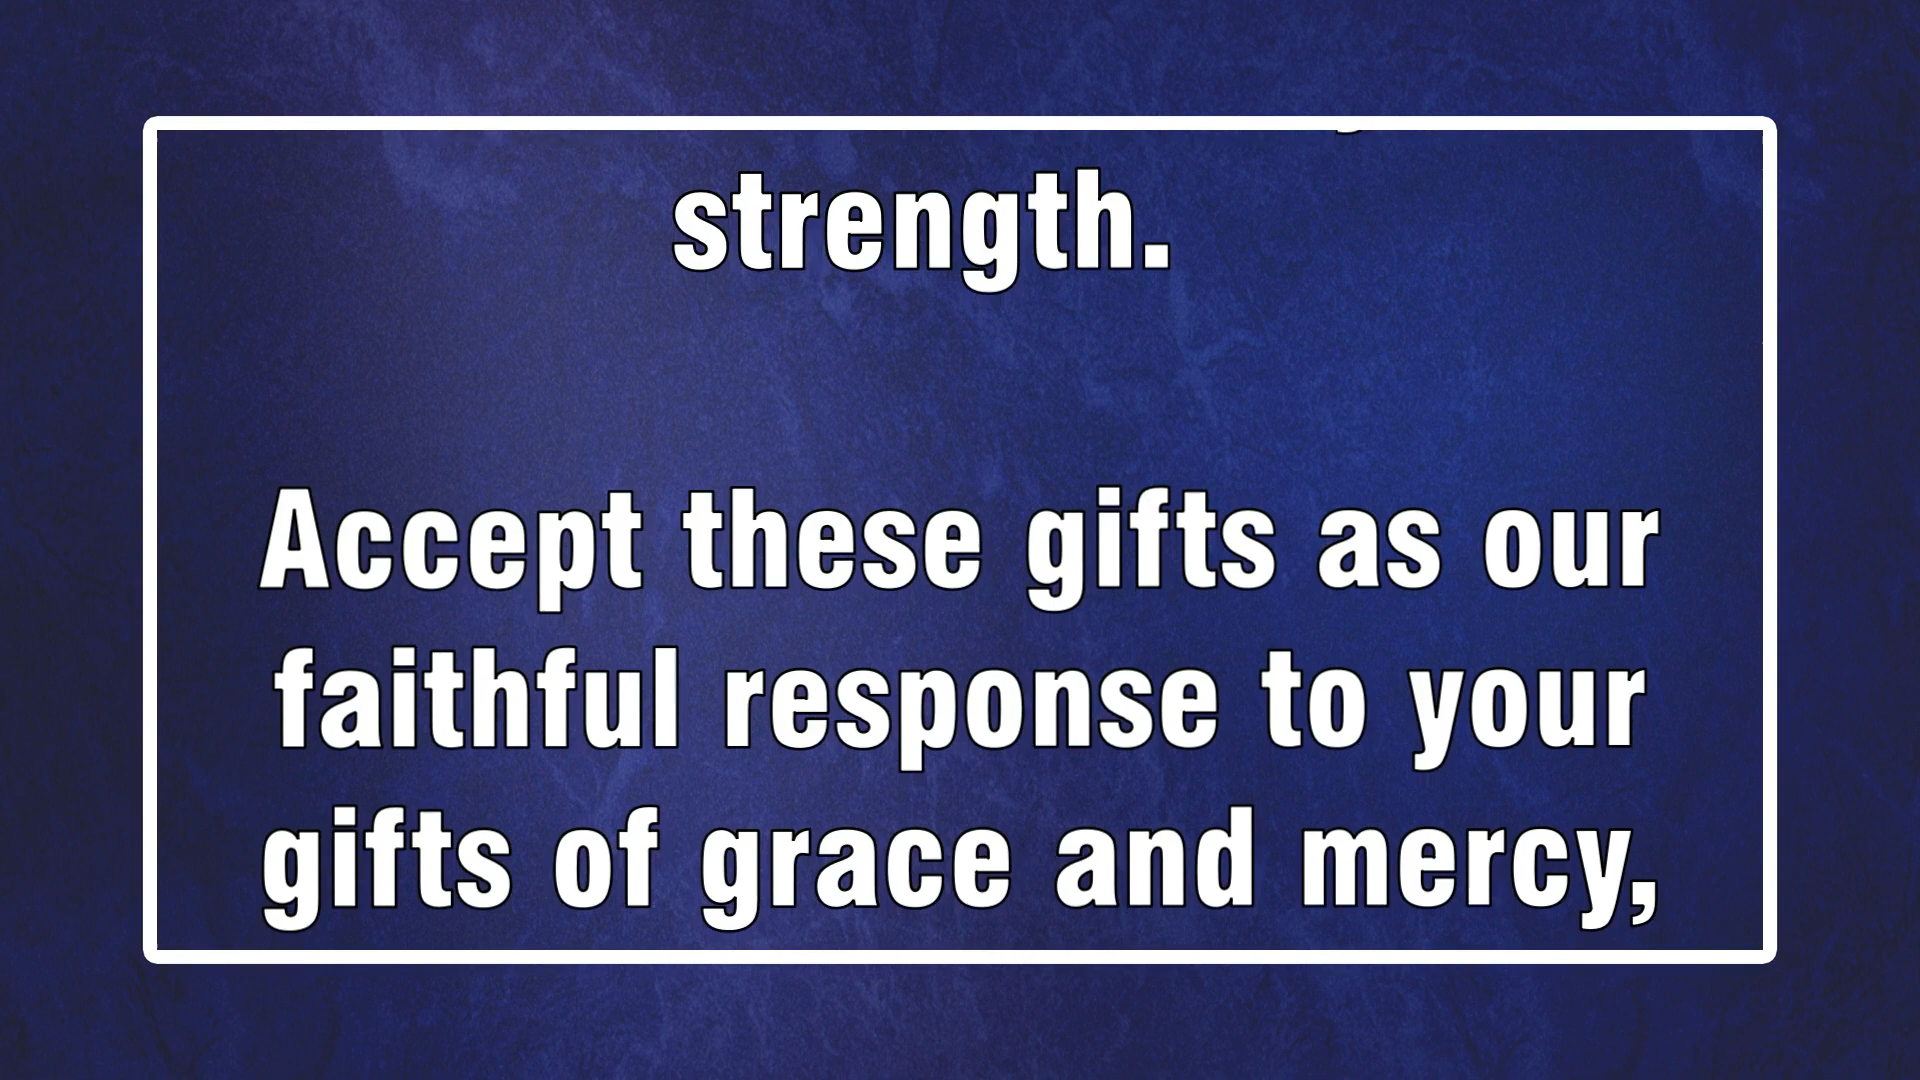 strength.
Accept these gifts as our
faithful response to your
gifts of grace and mercy,